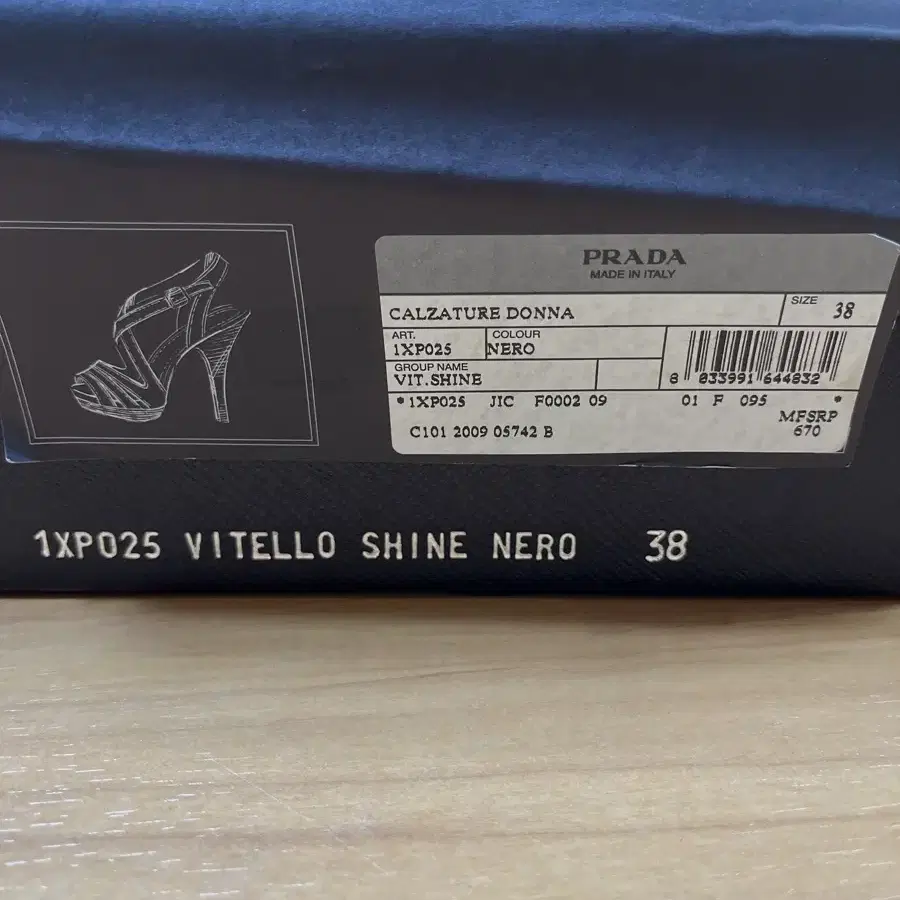 PRADA
MADE IN ITALY
CALZATURE DONNA
SIZE 38
ART. COLOUR
1XP025 NERO
GROUP NAME
VIT.SHINE
8 033991 644832
*1XP025 JIC F0002 09 01 F 095 *
MFSRP
C101 2009 05742 B 670
1XP025 VITELLO SHINE NERO 38